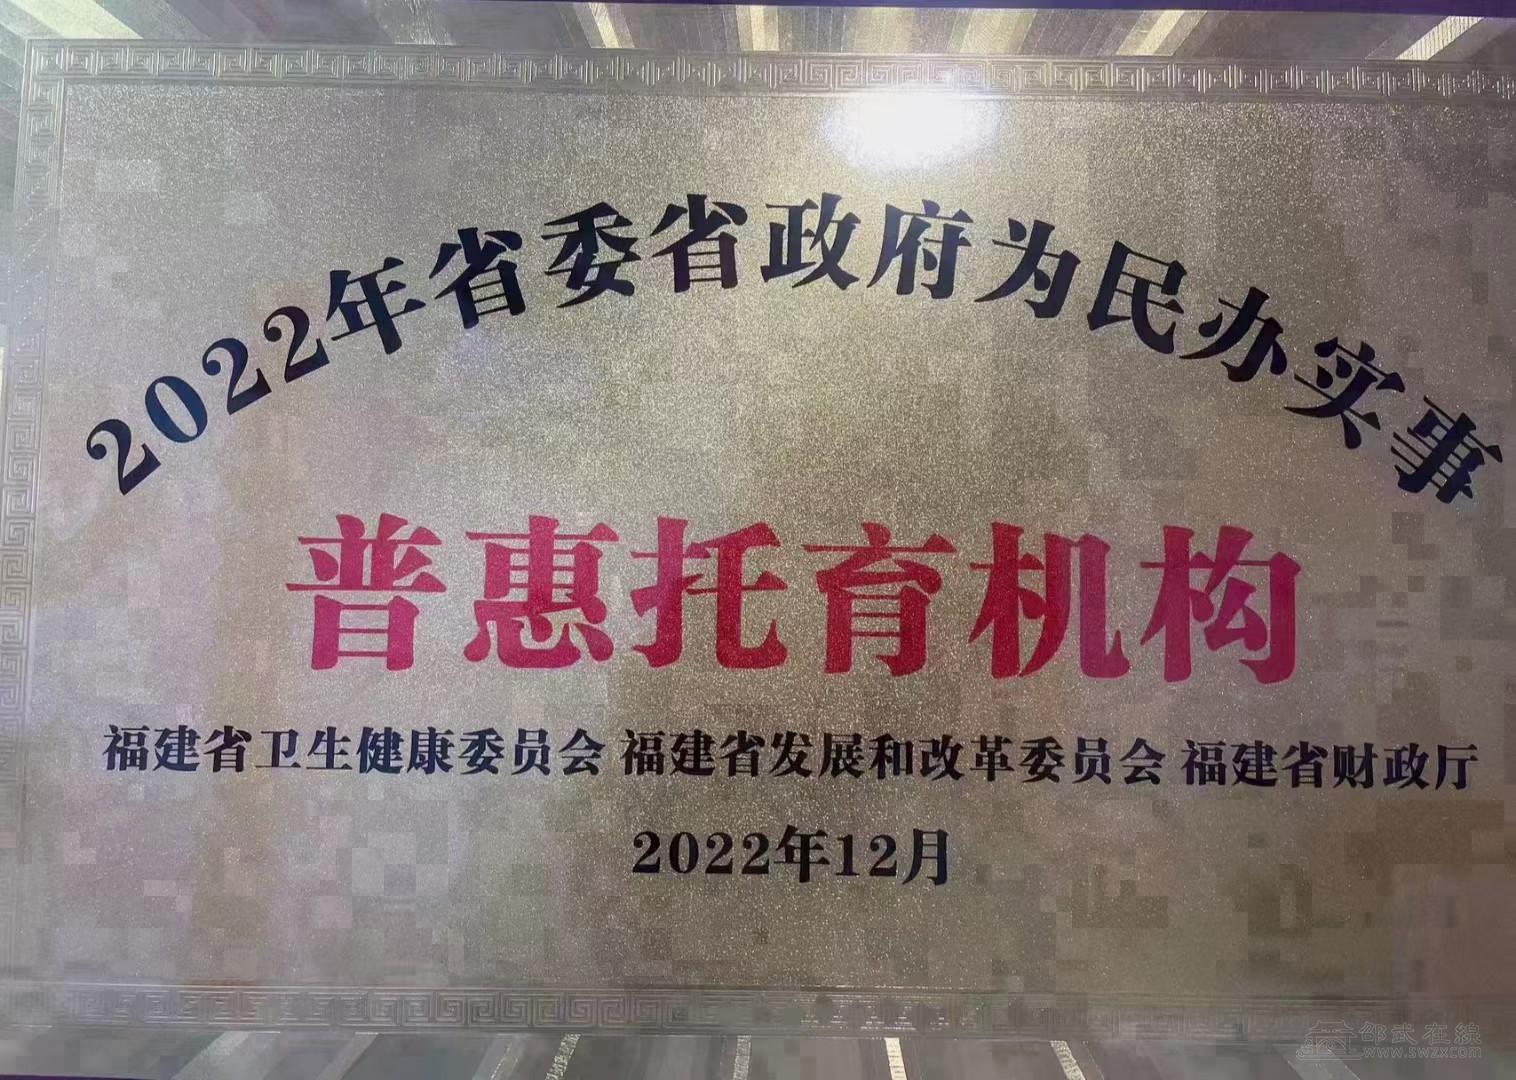 2022年省委省政府为民办实事
普惠托育机构
福建省卫生健康委员会 福建省发展和改革委员会 福建省财政厅
2022年12月
邵武在線
www.swzx.com